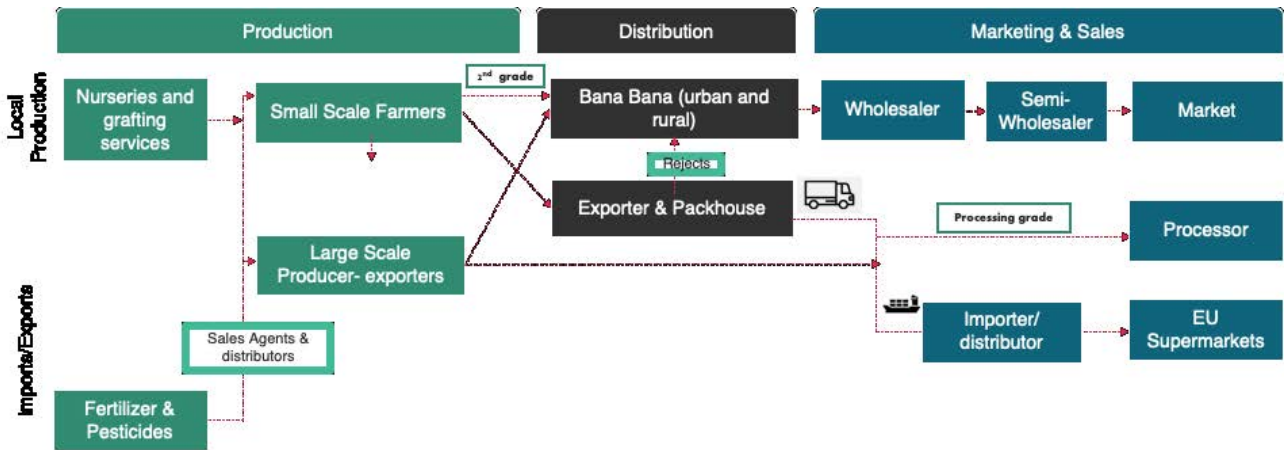 Production
Distribution
Marketing & Sales
Local
Production
Nurseries and
grafting
services
Small Scale Farmers
2nd grade
Bana Bana (urban and
rural)
Wholesaler
Semi-
Wholesaler
Market
Rejects
Exporter & Packhouse
Processing grade
Processor
Large Scale
Producer- exporters
Imports/Exports
Sales Agents &
distributors
Importer/
distributor
EU
Supermarkets
Fertilizer &
Pesticides